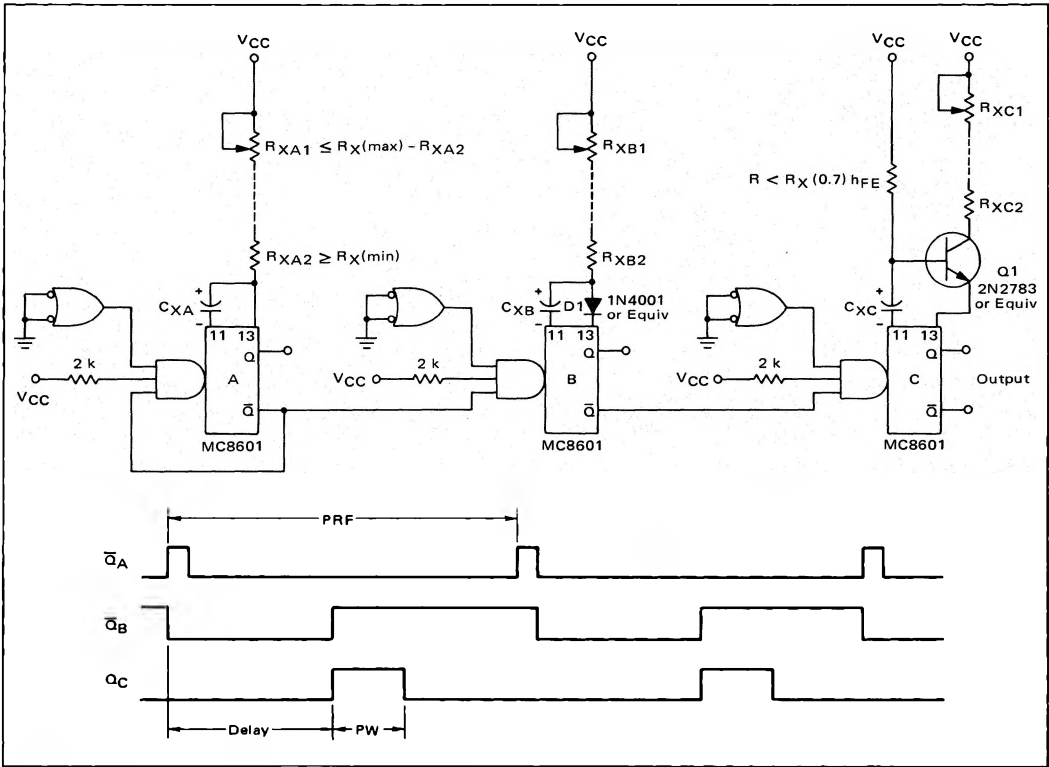 VCC
VCC
VCC
VCC
RXA1 ≤ RX(max) – RXA2
RXB1
RXC1
R < RX (0.7) hFE
RXA2 ≥ RX(min)
RXB2
RXC2
Q1
2N2783
or Equiv
+
CXA
–
+
CXB
–
D1
1N4001
or Equiv
+
CXC
–
11 13
11 13
11 13
Q
Q
Q
2 k
VCC
A
2 k
VCC
B
2 k
VCC
C
Output
Q̅
Q̅
Q̅
MC8601
MC8601
MC8601
PRF
Q̅A
Q̅B
QC
Delay
PW